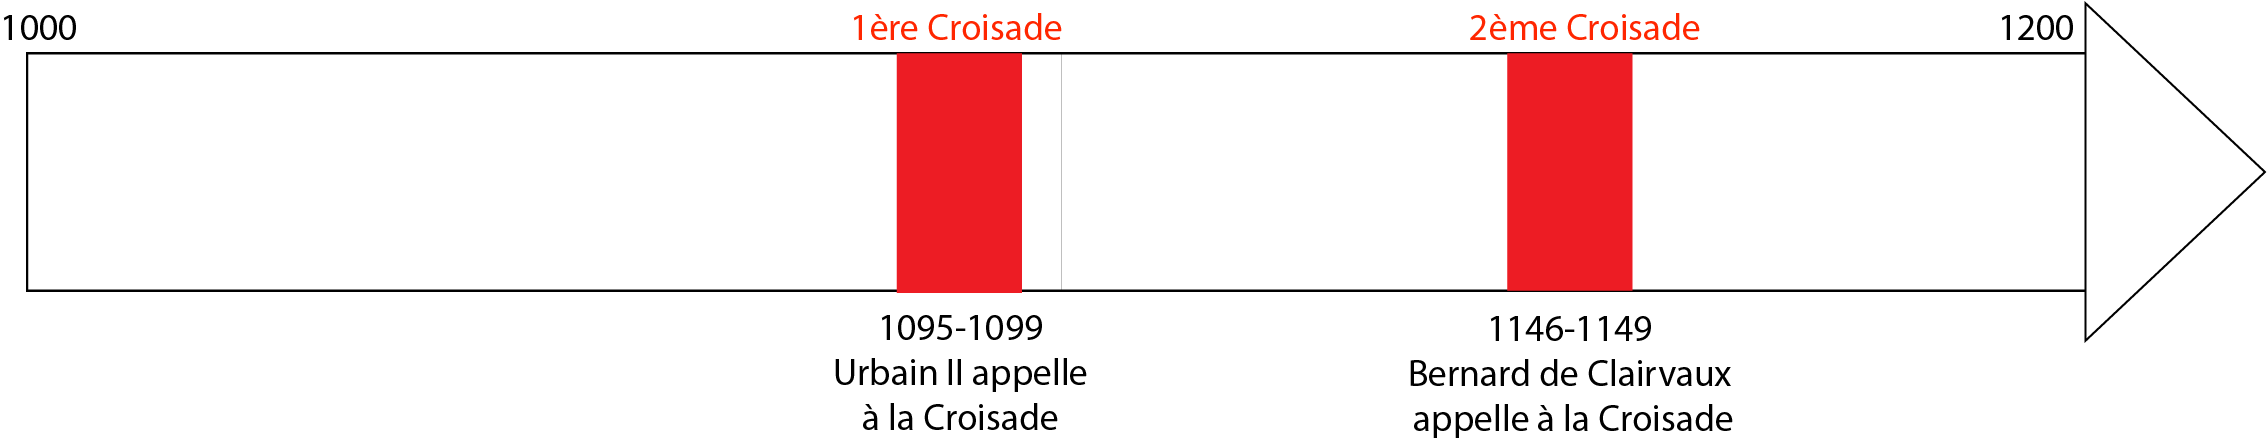 1000
1ère Croisade
2ème Croisade
1200
1095-1099
Urbain II appelle
à la Croisade
1146-1149
Bernard de Clairvaux
appelle à la Croisade